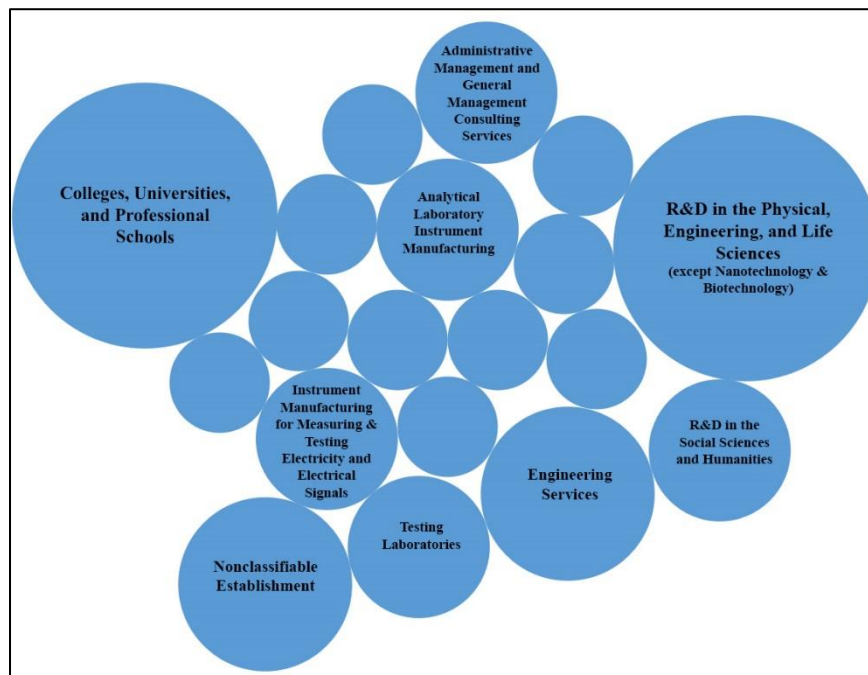 Administrative
Management and
General
Management
Consulting
Services
Colleges, Universities,
and Professional
Schools
Analytical
Laboratory
Instrument
Manufacturing
R&D in the Physical,
Engineering, and Life
Sciences
(except Nanotechnology &
Biotechnology)
Instrument
Manufacturing
for Measuring &
Testing
Electricity and
Electrical
Signals
R&D in the
Social Sciences
and Humanities
Engineering
Services
Testing
Laboratories
Nonclassifiable
Establishment